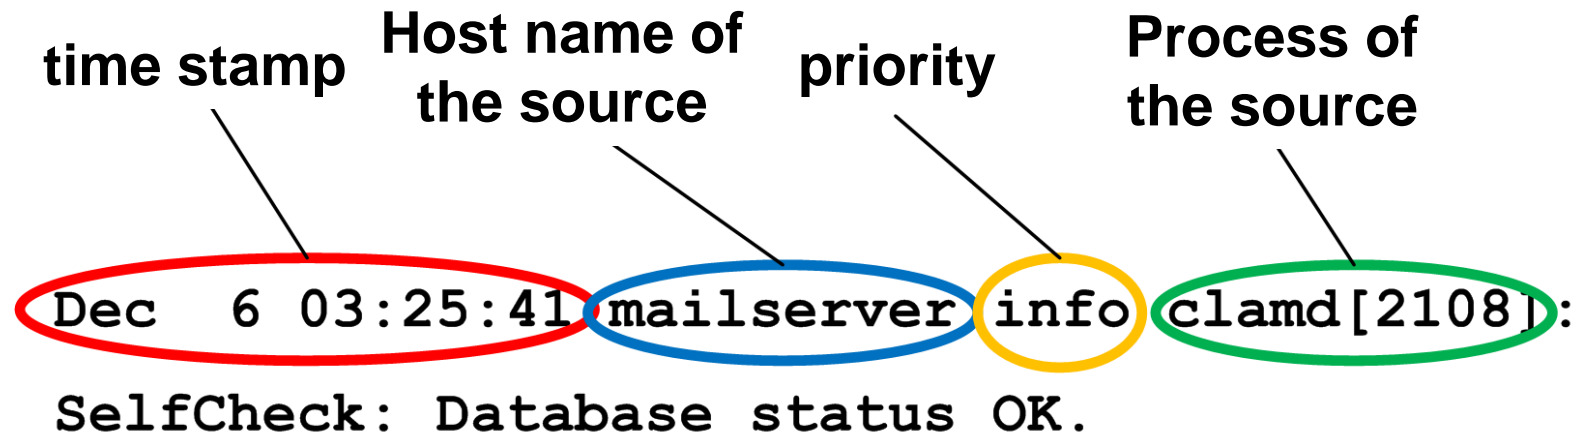 time stamp
Host name of
the source
priority
Process of
the source
Dec  6 03:25:41 mailserver info clamd[2108]:
SelfCheck: Database status OK.